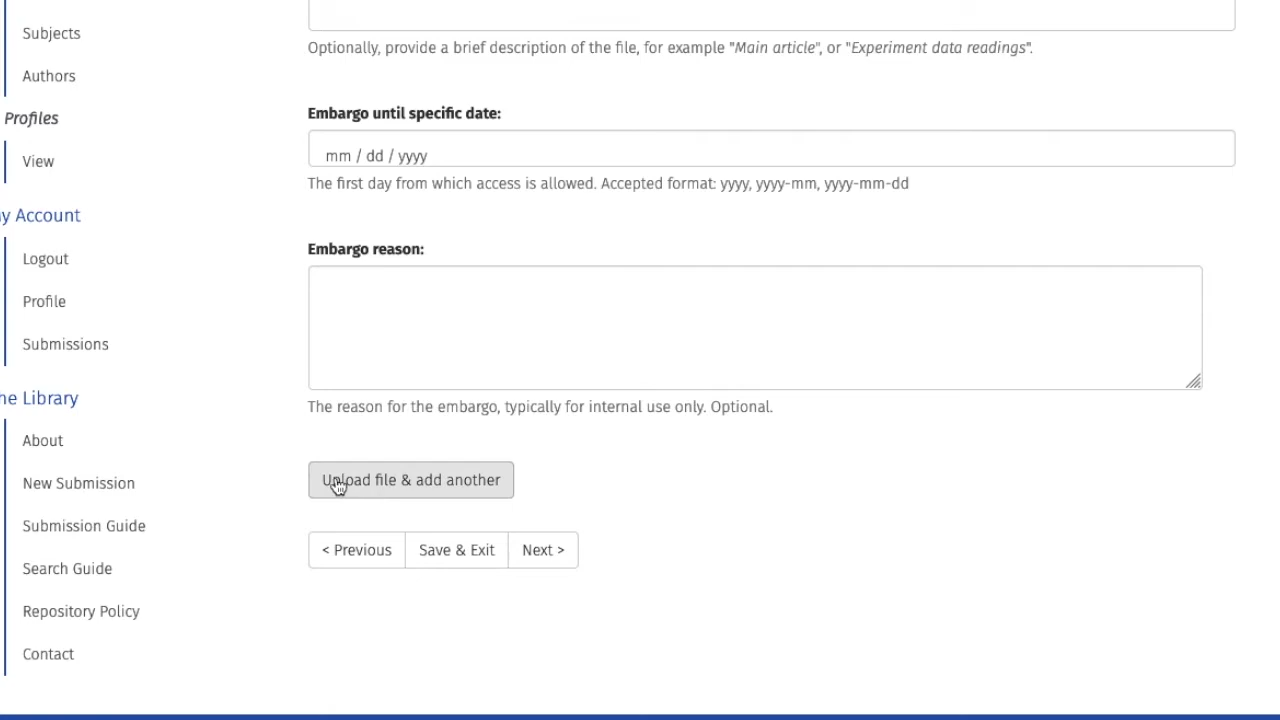 Subjects
Authors
Profiles
View
y Account
Logout
Profile
Submissions
he Library
About
New Submission
Submission Guide
Search Guide
Repository Policy
Contact
Optionally, provide a brief description of the file, for example "Main article", or "Experiment data readings".
Embargo until specific date:
mm / dd / yyyy
The first day from which access is allowed. Accepted format: yyyy, yyyy-mm, yyyy-mm-dd
Embargo reason:
The reason for the embargo, typically for internal use only. Optional.
Upload file & add another
< Previous
Save & Exit
Next >